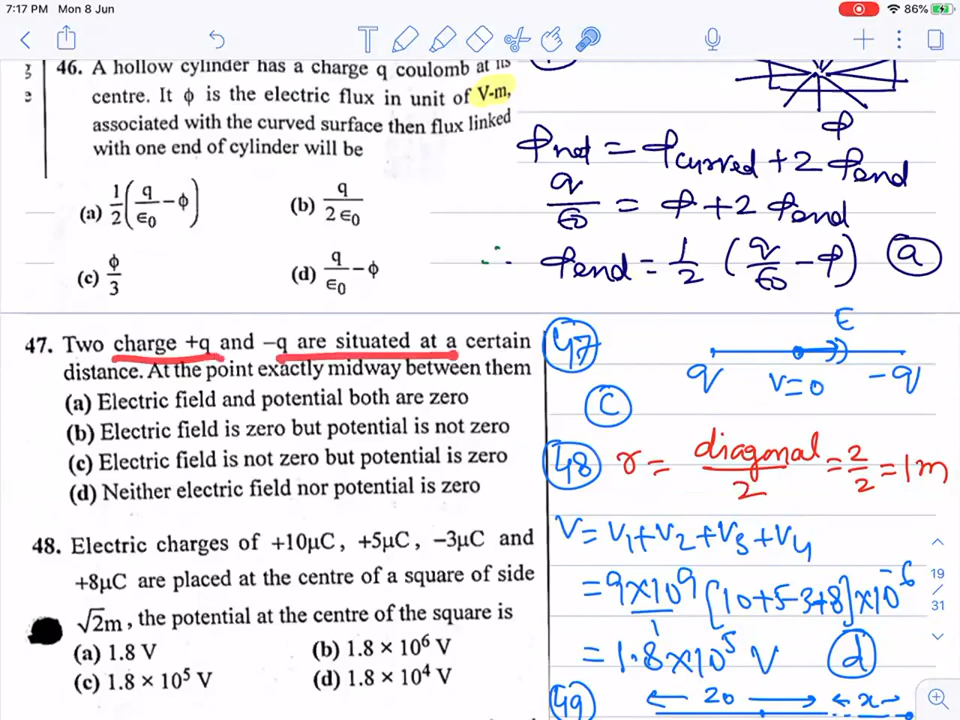 7:17 PM Mon 8 Jun
86%
46. A hollow cylinder has a charge q coulomb at its
centre. It ϕ is the electric flux in unit of V-m,
associated with the curved surface then flux linked
with one end of cylinder will be
(a) 1/2 (q/ε0 − ϕ)
(b) q/2ε0
(c) ϕ/3
(d) q/ε0 − ϕ
ϕ
ϕnet = ϕcurved + 2 ϕend
q/ε0 = ϕ + 2 ϕend
∴ ϕend = 1/2 (q/ε0 − ϕ) (a)
47. Two charge +q and −q are situated at a certain
distance. At the point exactly midway between them
(a) Electric field and potential both are zero
(b) Electric field is zero but potential is not zero
(c) Electric field is not zero but potential is zero
(d) Neither electric field nor potential is zero
47
E
q V=0 −q
C
48. Electric charges of +10μC, +5μC, −3μC and
+8μC are placed at the centre of a square of side
√2m, the potential at the centre of the square is
(a) 1.8 V
(b) 1.8 × 10⁶ V
(c) 1.8 × 10⁵ V
(d) 1.8 × 10⁴ V
48 r = diagonal/2 = 2/2 = 1m
V = V1+V2+V3+V4
= 9×10⁹/1 [10+5-3+8]×10⁻⁶
= 1.8×10⁵ V (d)
49
20 x
19
/
31